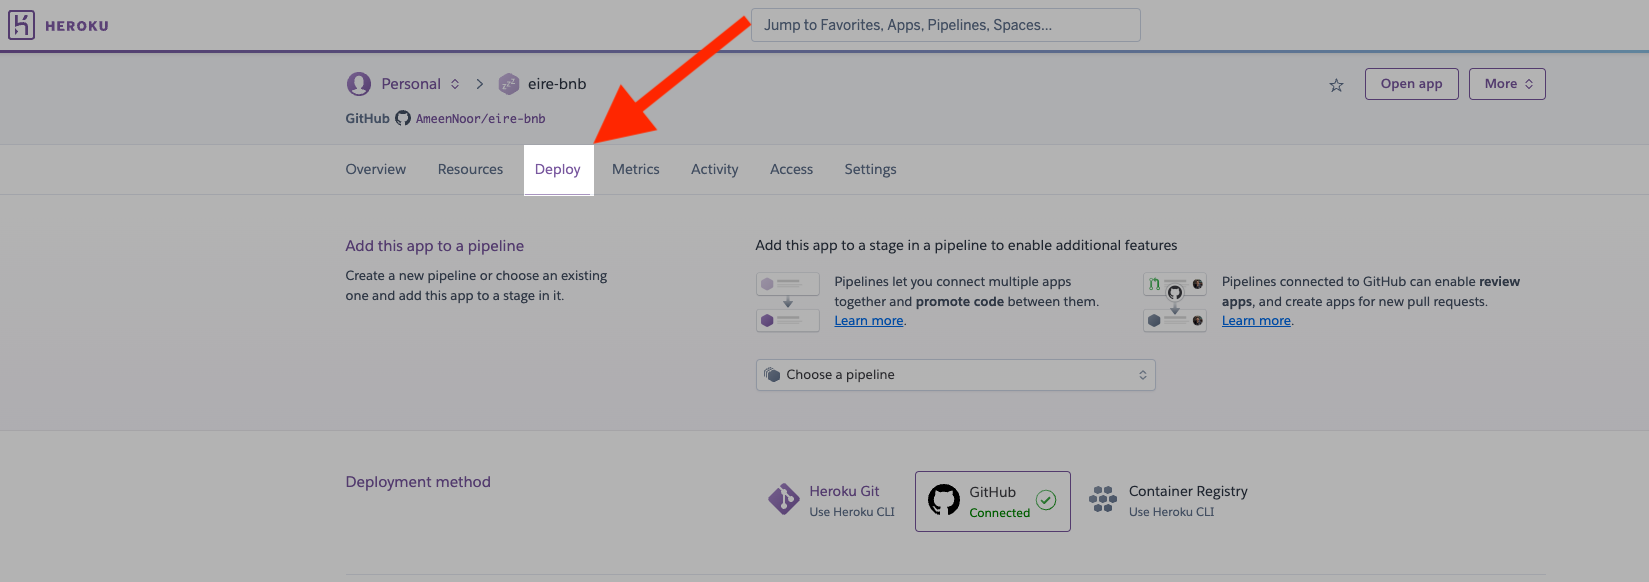 HEROKU
Jump to Favorites, Apps, Pipelines, Spaces...
Personal
eire-bnb
Open app
More
GitHub AmeenNoor/eire-bnb
Overview
Resources
Deploy
Metrics
Activity
Access
Settings
Add this app to a pipeline
Create a new pipeline or choose an existing
one and add this app to a stage in it.
Add this app to a stage in a pipeline to enable additional features
Pipelines let you connect multiple apps
together and promote code between them.
Learn more.
Pipelines connected to GitHub can enable review
apps, and create apps for new pull requests.
Learn more.
Choose a pipeline
Deployment method
Heroku Git
Use Heroku CLI
GitHub
Connected
Container Registry
Use Heroku CLI